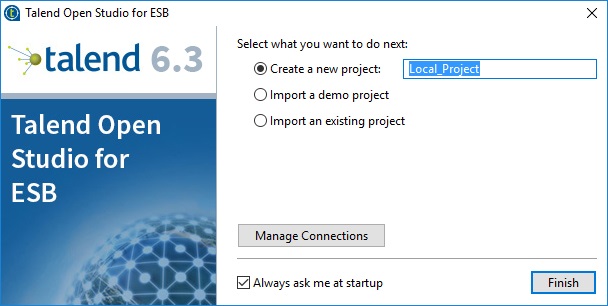 Talend Open Studio for ESB
talend 6.3
Talend Open
Studio for
ESB
Select what you want to do next:
Create a new project: Local_Project
Import a demo project
Import an existing project
Manage Connections
Always ask me at startup
Finish